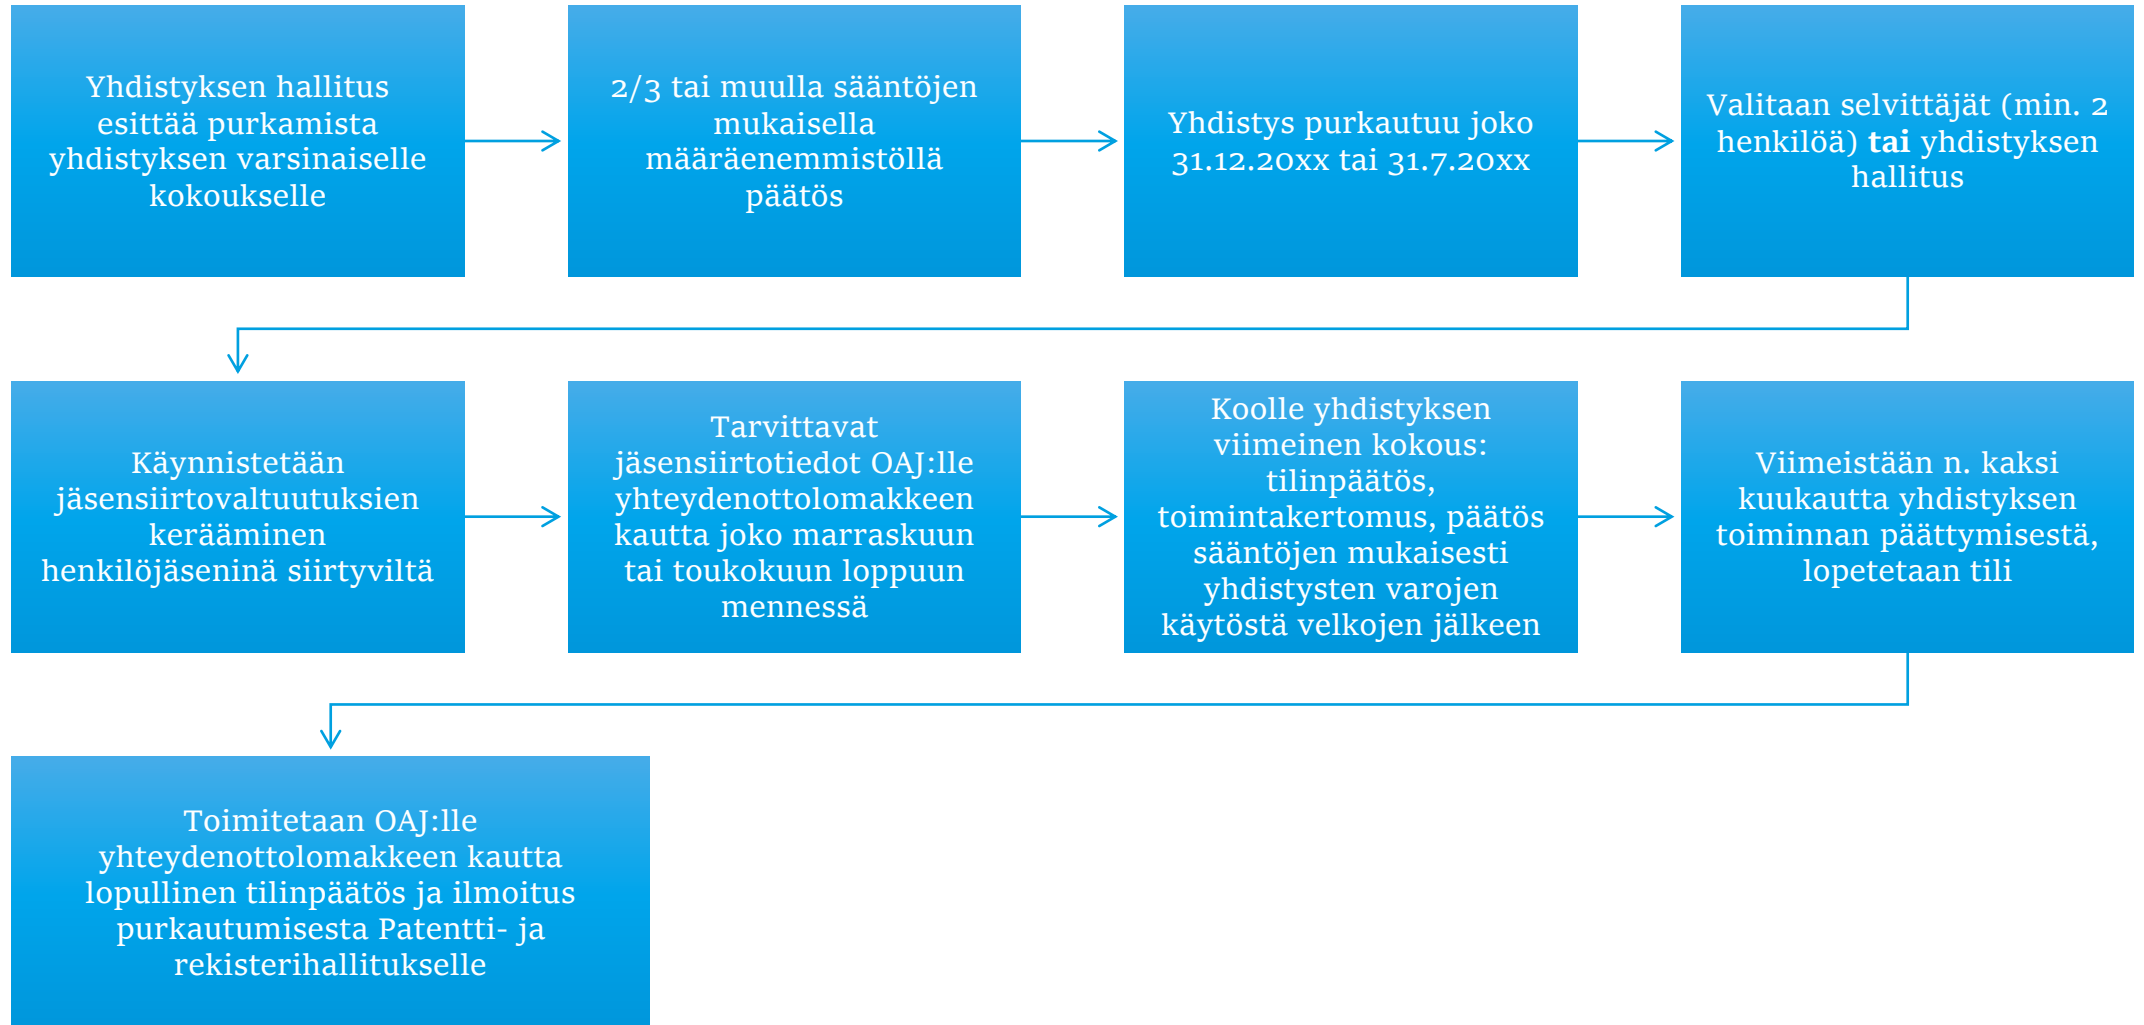 Yhdistyksen hallitus
esittää purkamista
yhdistyksen varsinaiselle
kokoukselle
2/3 tai muulla sääntöjen
mukaisella
määräenemmistöllä
päätös
Yhdistys purkautuu joko
31.12.20xx tai 31.7.20xx
Valitaan selvittäjät (min. 2
henkilöä) tai yhdistyksen
hallitus
Käynnistetään
jäsensiirtovaltuutuksien
kerääminen
henkilöjäseninä siirtyviltä
Tarvittavat
jäsensiirtotiedot OAJ:lle
yhteydenottolomakkeen
kautta joko marraskuun
tai toukokuun loppuun
mennessä
Koolle yhdistyksen
viimeinen kokous:
tilinpäätös,
toimintakertomus, päätös
sääntöjen mukaisesti
yhdistysten varojen
käytöstä velkojen jälkeen
Viimeistään n. kaksi
kuukautta yhdistyksen
toiminnan päättymisestä,
lopetetaan tili
Toimitetaan OAJ:lle
yhteydenottolomakkeen kautta
lopullinen tilinpäätös ja ilmoitus
purkautumisesta Patentti- ja
rekisterihallitukselle